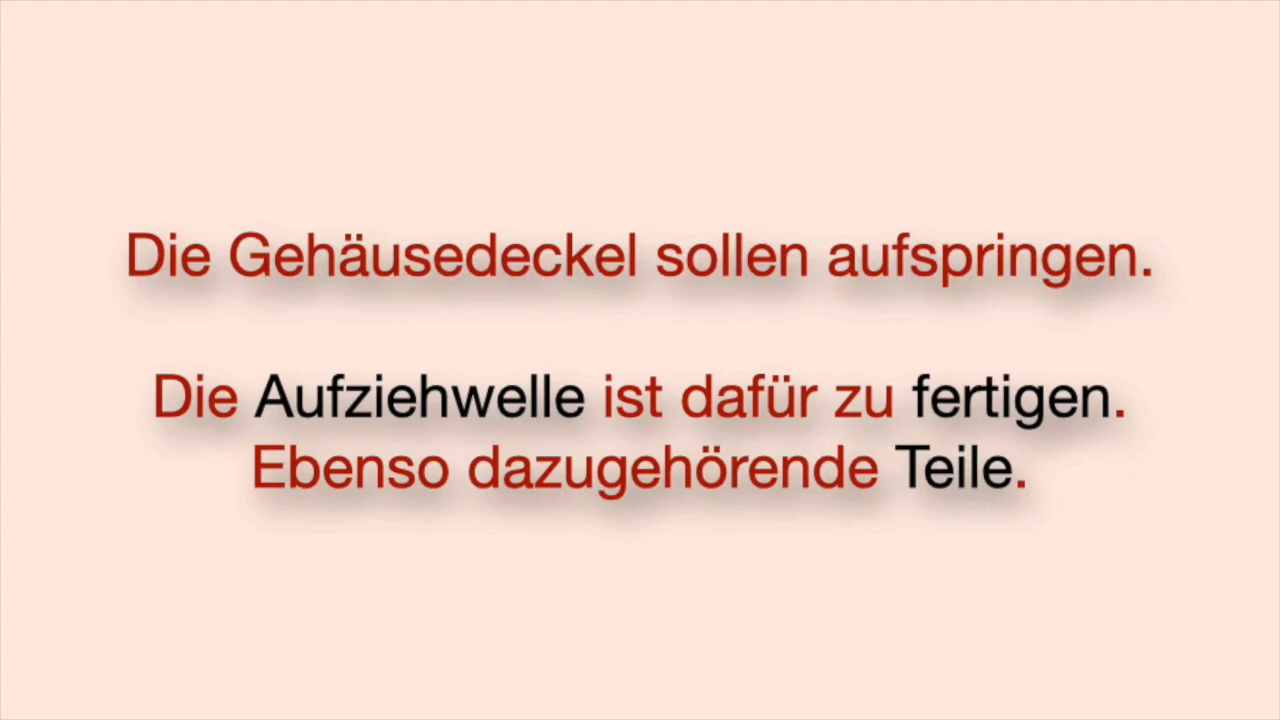 Die Gehäusedeckel sollen aufspringen.
Die Aufziehwelle ist dafür zu fertigen.
Ebenso dazugehörende Teile.